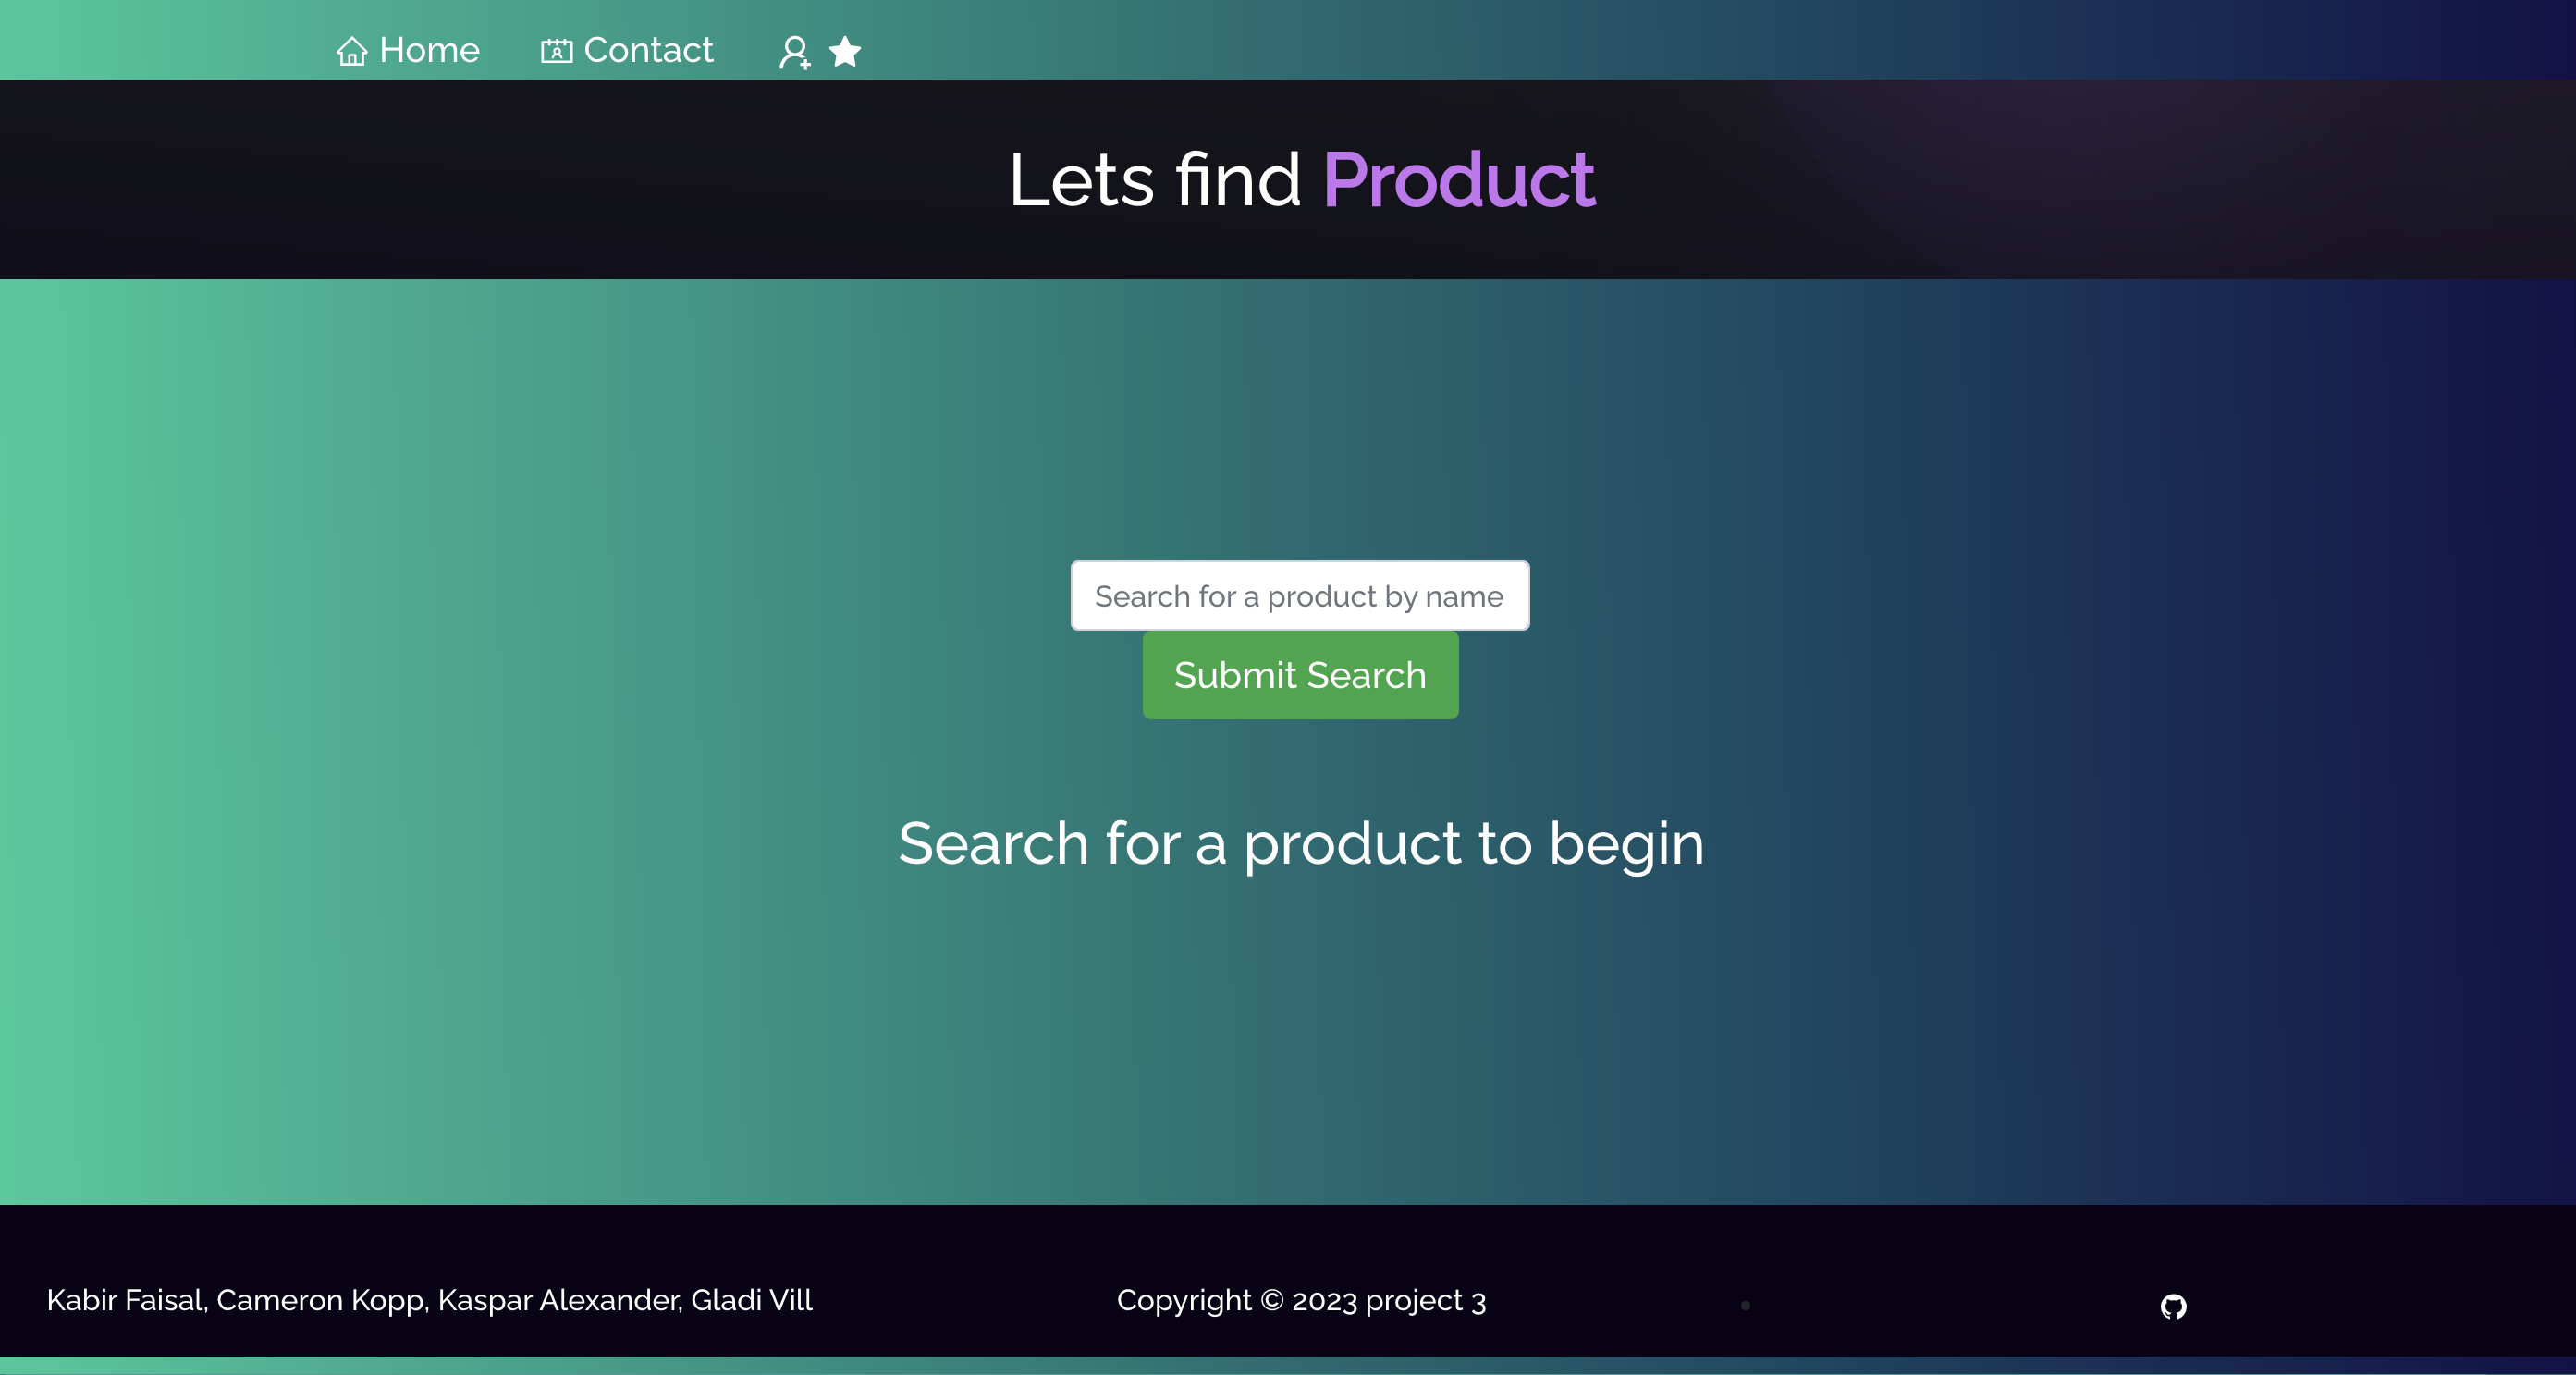 Home Contact
Lets find Product
Search for a product by name
Submit Search
Search for a product to begin
Kabir Faisal, Cameron Kopp, Kaspar Alexander, Gladi Vill
Copyright © 2023 project 3